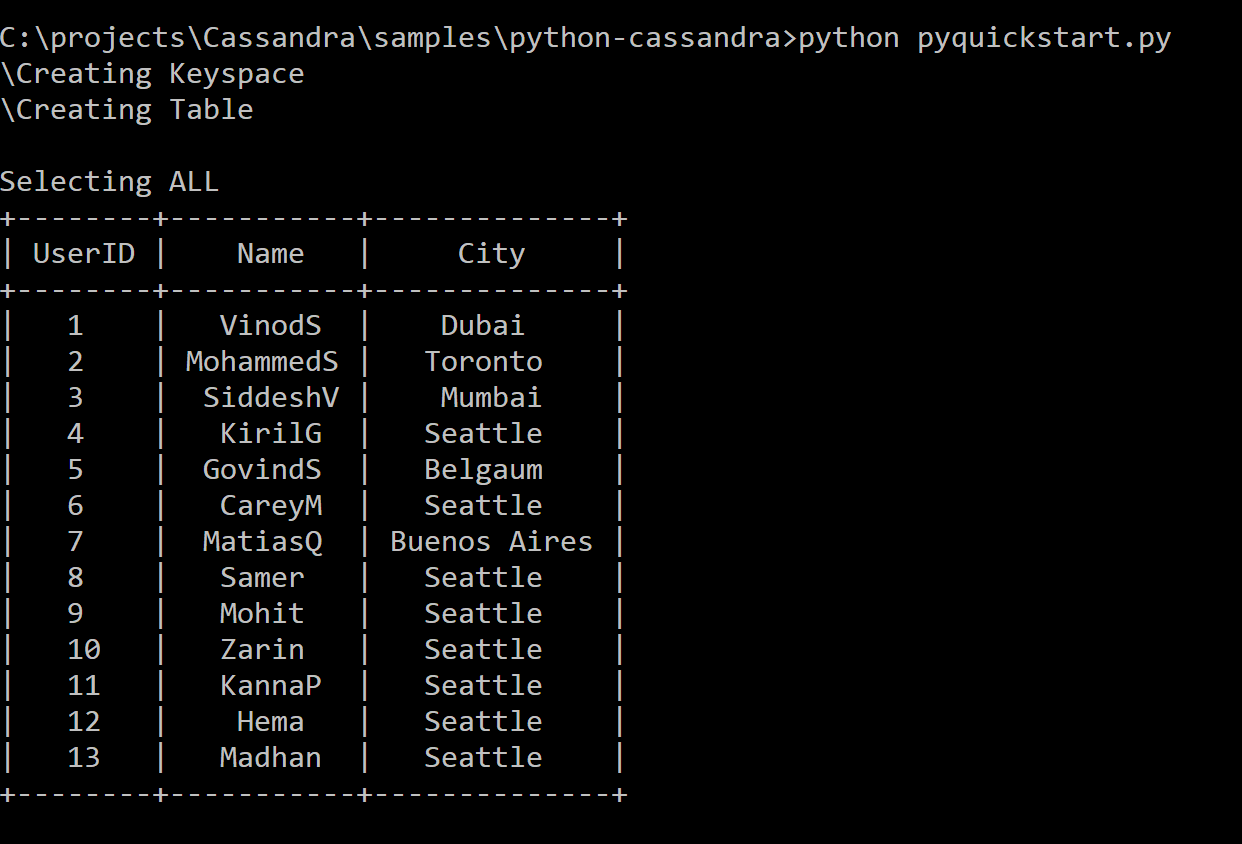 C:\projects\Cassandra\samples\python-cassandra>python pyquickstart.py
\Creating Keyspace
\Creating Table

Selecting ALL
+--------+-----------+--------------+
| UserID |    Name   |     City     |
+--------+-----------+--------------+
|   1    |   VinodS  |    Dubai     |
|   2    | MohammedS |   Toronto    |
|   3    |  SiddeshV |    Mumbai    |
|   4    |   KirilG  |   Seattle    |
|   5    |  GovindS  |   Belgaum    |
|   6    |   CareyM  |   Seattle    |
|   7    |  MatiasQ  | Buenos Aires |
|   8    |   Samer   |   Seattle    |
|   9    |   Mohit   |   Seattle    |
|   10   |   Zarin   |   Seattle    |
|   11   |   KannaP  |   Seattle    |
|   12   |    Hema   |   Seattle    |
|   13   |   Madhan  |   Seattle    |
+--------+-----------+--------------+